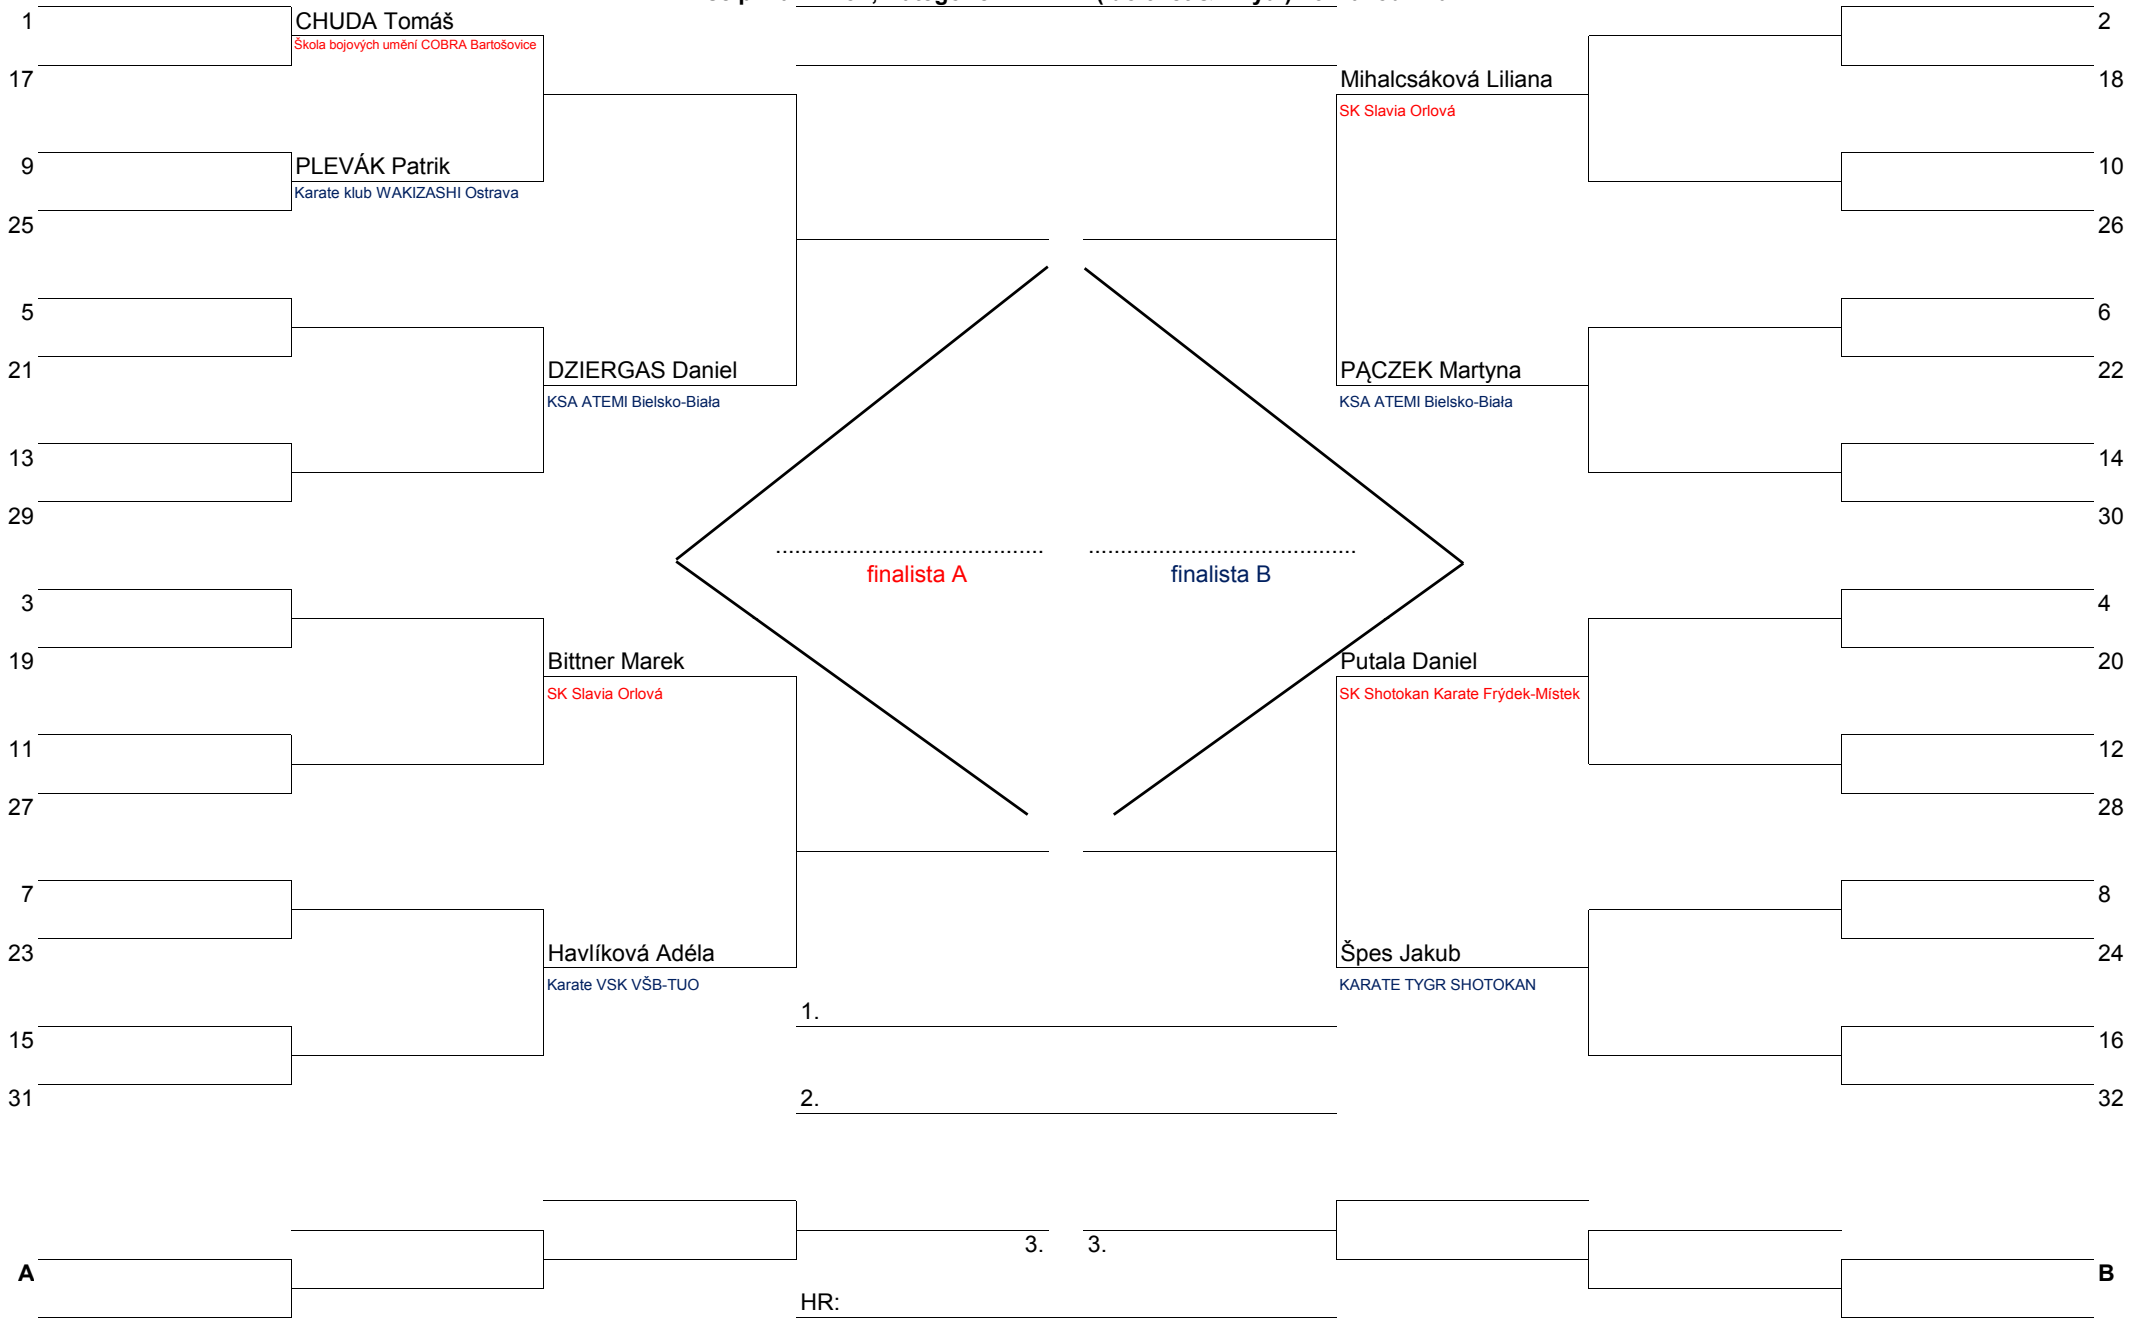 1
CHUDA Tomáš
Škola bojových umění COBRA Bartošovice
17
9
PLEVÁK Patrik
Karate klub WAKIZASHI Ostrava
25
5
21
DZIERGAS Daniel
KSA ATEMI Bielsko-Biała
13
29
3
19
Bittner Marek
SK Slavia Orlová
11
27
7
23
Havlíková Adéla
Karate VSK VŠB-TUO
15
31
2
Mihalcsáková Liliana
18
SK Slavia Orlová
10
26
6
PĄCZEK Martyna
22
KSA ATEMI Bielsko-Biała
14
30
.......................................... ..........................................
finalista A finalista B
4
Putala Daniel
20
SK Shotokan Karate Frýdek-Místek
12
28
8
Špes Jakub
24
KARATE TYGR SHOTOKAN
16
32
1.
2.
3. 3.
A
B
HR: